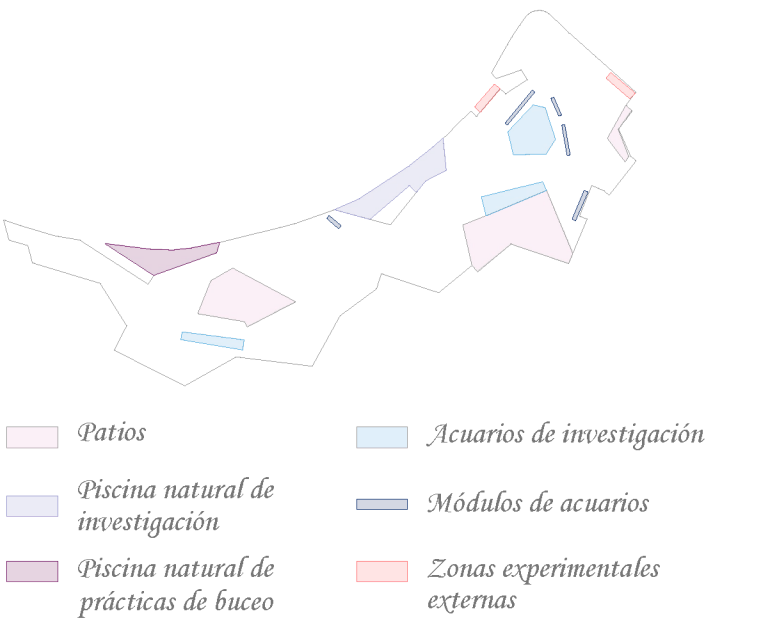 Patios
Acuarios de investigación
Piscina natural de
investigación
Módulos de acuarios
Piscina natural de
prácticas de buceo
Zonas experimentales
externas